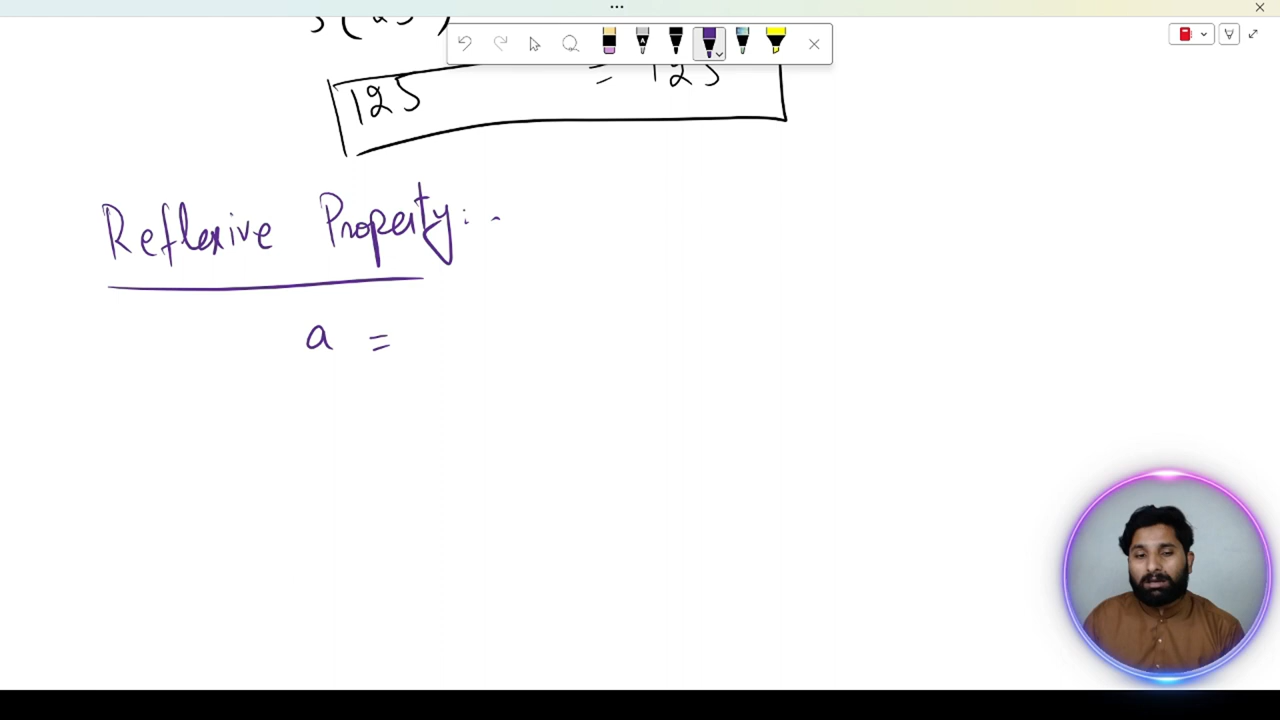 = 125
125
Reflexive Property:-
a =